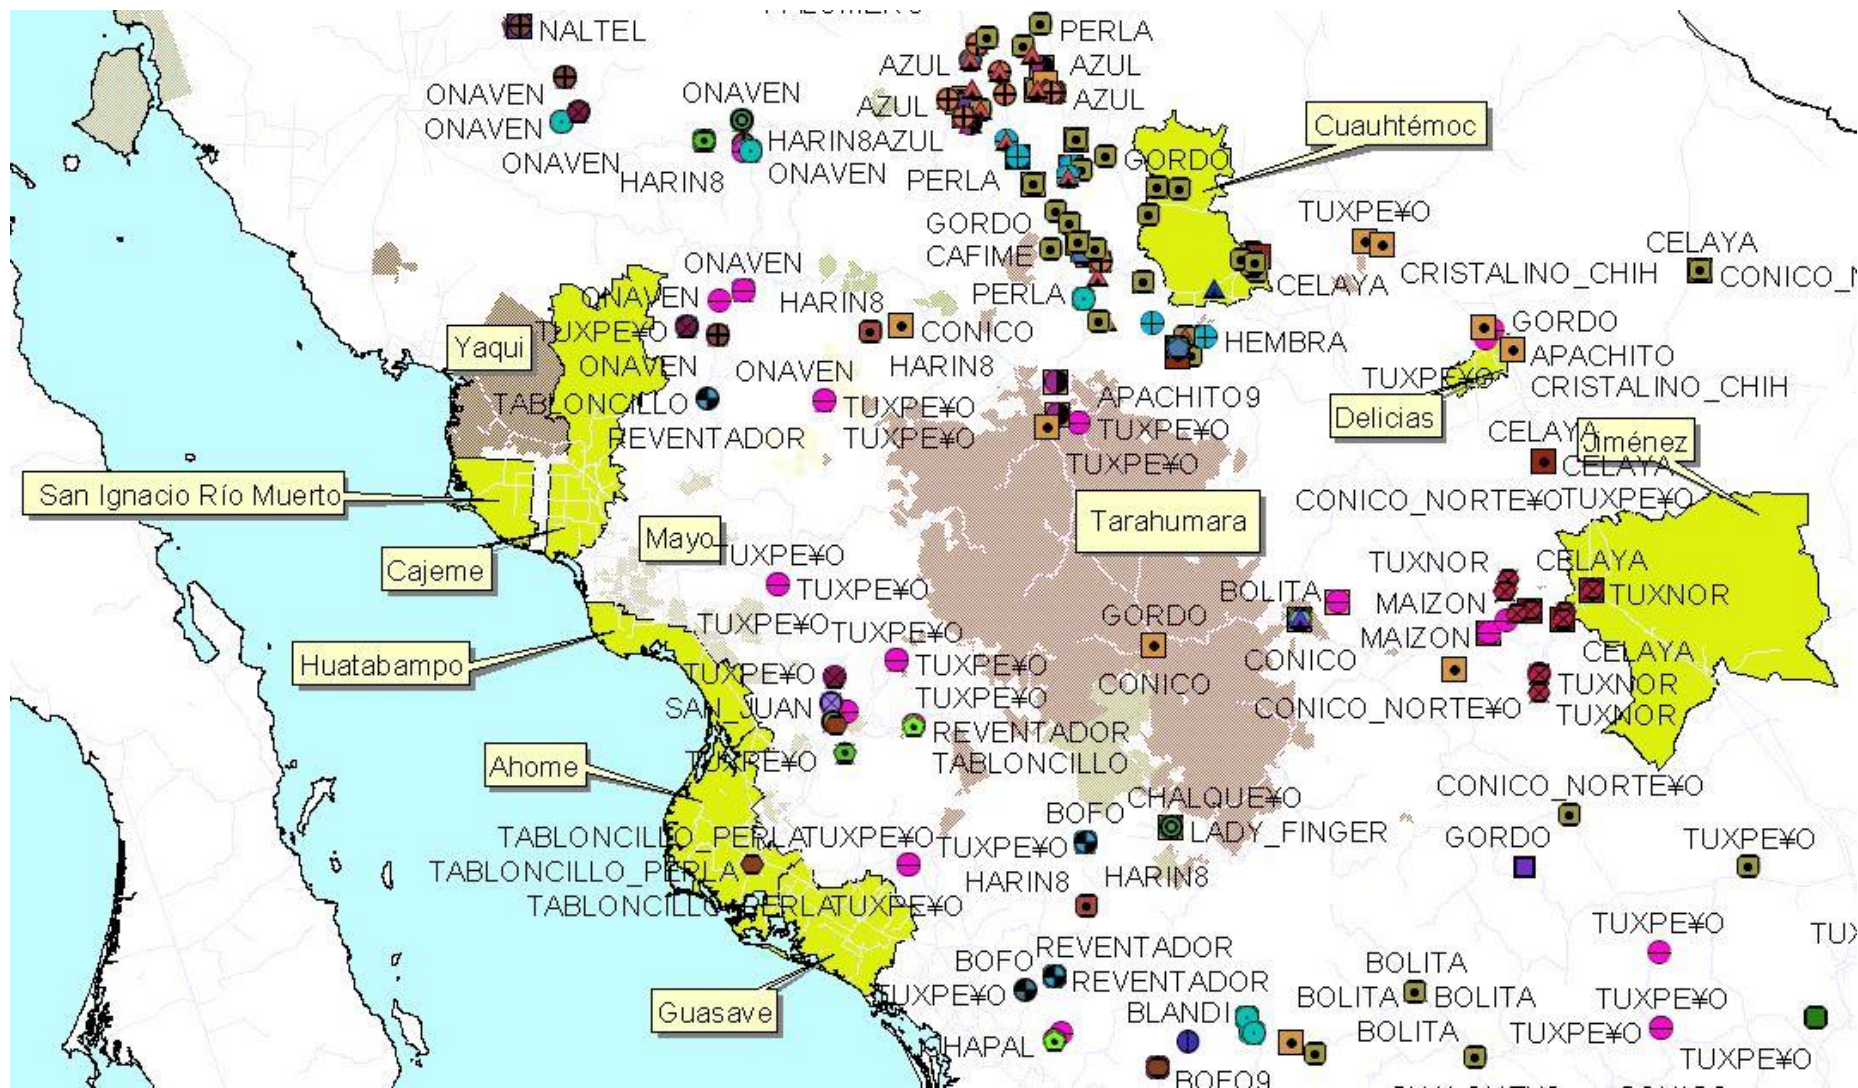 NALTEL
PERLA
AZUL
AZUL
ONAVEN
ONAVEN
AZUL
AZUL
Cuauhtémoc
ONAVEN
HARIN8AZUL
ONAVEN
ONAVEN
GORDO
HARIN8
PERLA
TUXPE¥O
GORDO
CELAYA
CAFIME
ONAVEN
CRISTALINO_CHIH
CONICO_N
ONAVEN
HARIN8
PERLA
CELAYA
GORDO
TUXPE¥O
CONICO
Yaqui
HEMBRA
APACHITO
ONAVEN
ONAVEN
HARIN8
TUXPE¥O
CRISTALINO_CHIH
TABLONCILLO
TUXPE¥O
APACHITO9
Delicias
REVENTADOR
TUXPE¥O
TUXPE¥O
CELAYA
Jiménez
TUXPE¥O
CELAYA
San Ignacio Río Muerto
CONICO_NORTE¥O
TUXPE¥O
Tarahumara
Mayo
TUXPE¥O
Cajeme
TUXNOR
CELAYA
TUXPE¥O
BOLITA
TUXNOR
MAIZON
GORDO
TUXPE¥O
TUXPE¥O
MAIZON
Huatabampo
TUXPE¥O
TUXPE¥O
CONICO
CELAYA
CONICO
TUXNOR
SAN_JUAN
TUXPE¥O
CONICO_NORTE¥O
TUXNOR
REVENTADOR
Ahome
TUXPE¥O
TABLONCILLO
CONICO_NORTE¥O
CHALQUE¥O
BOFO
LADY_FINGER
TABLONCILLO_PERLA
TUXPE¥O
TUXPE¥O
GORDO
TUXPE¥O
TABLONCILLO_PERLA
HARIN8
HARIN8
TABLONCILLO_PERLA
TUXPE¥O
TUXPE¥O
TUX
REVENTADOR
BOFO
BOLITA
REVENTADOR
TUXPE¥O
BOLITA
BOLITA
TUXPE¥O
Guasave
BLANDI
BOLITA
TUXPE¥O
HAPAL
TUXPE¥O
BOFO9